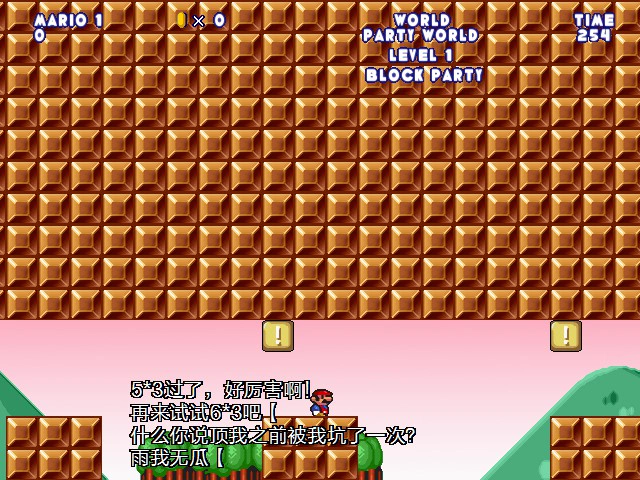 MARIO 1
0
× 0
WORLD
PARTY WORLD
LEVEL 1
BLOCK PARTY
TIME
254
!
!
5*3过了，好厉害啊！
再来试试6*3吧【
什么你说顶我之前被我坑了一次？
雨我无瓜【